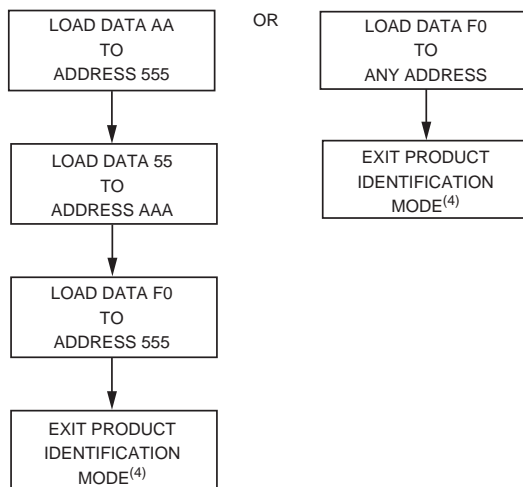 LOAD DATA AA
TO
ADDRESS 555
LOAD DATA 55
TO
ADDRESS AAA
LOAD DATA F0
TO
ADDRESS 555
EXIT PRODUCT
IDENTIFICATION
MODE(4)
OR
LOAD DATA F0
TO
ANY ADDRESS
EXIT PRODUCT
IDENTIFICATION
MODE(4)